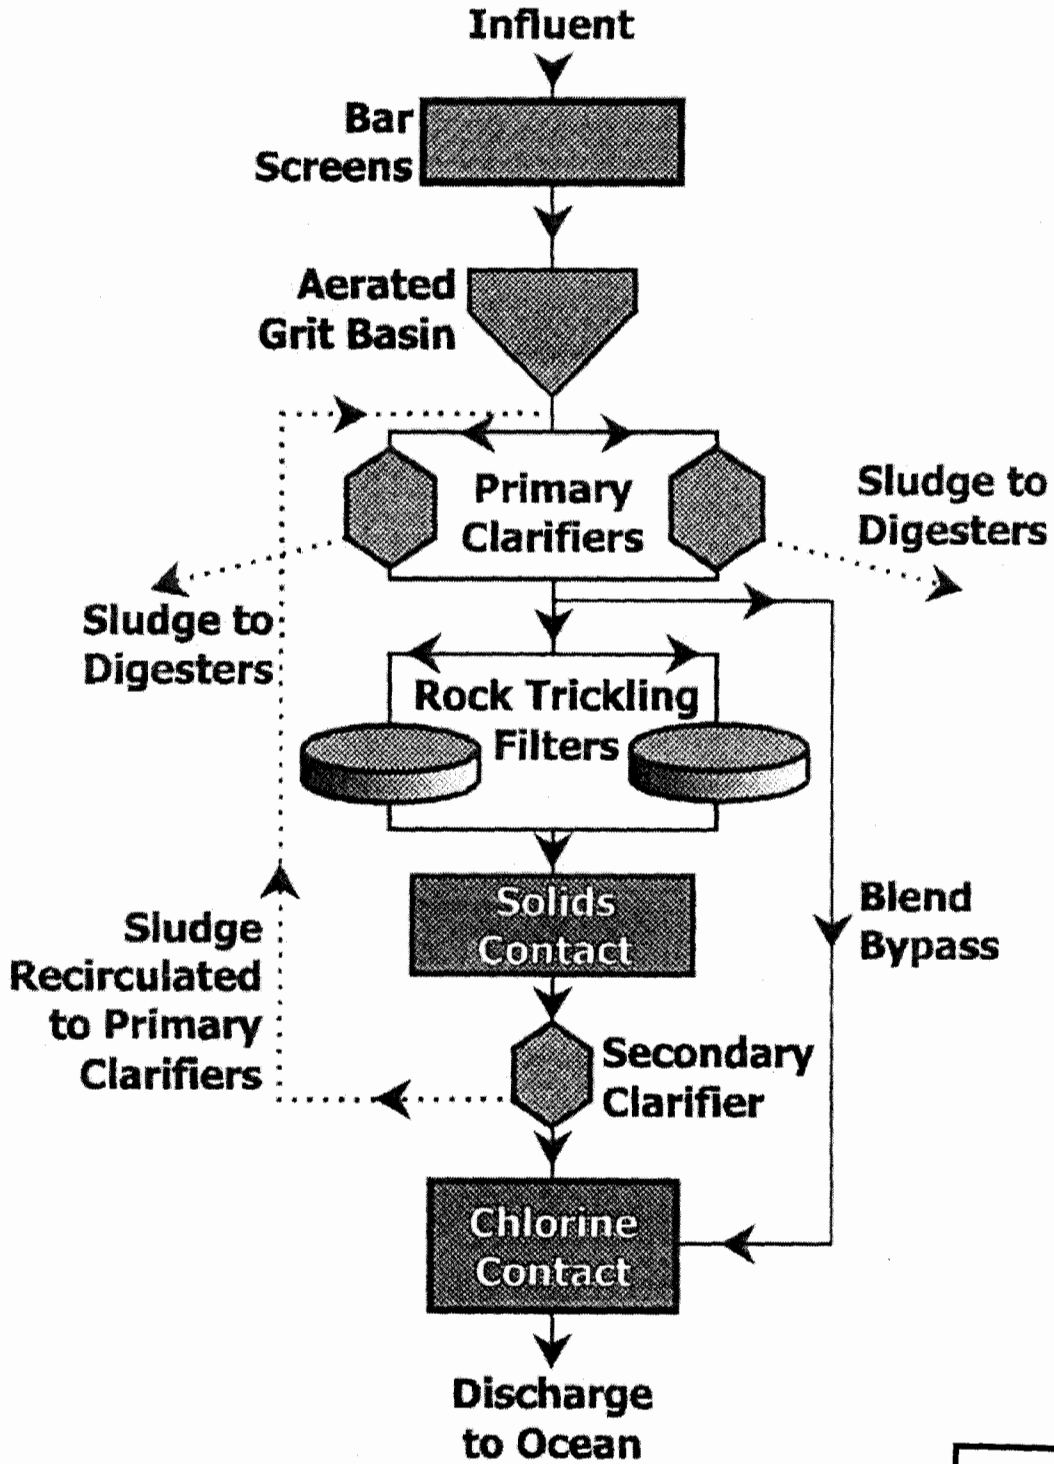 Influent
Bar
Screens
Aerated
Grit Basin
Primary
Clarifiers
Sludge to
Digesters
Sludge to
Digesters
Rock Trickling
Filters
Solids
Contact
Blend
Bypass
Sludge
Recirculated
to Primary
Clarifiers
Secondary
Clarifier
Chlorine
Contact
Discharge
to Ocean